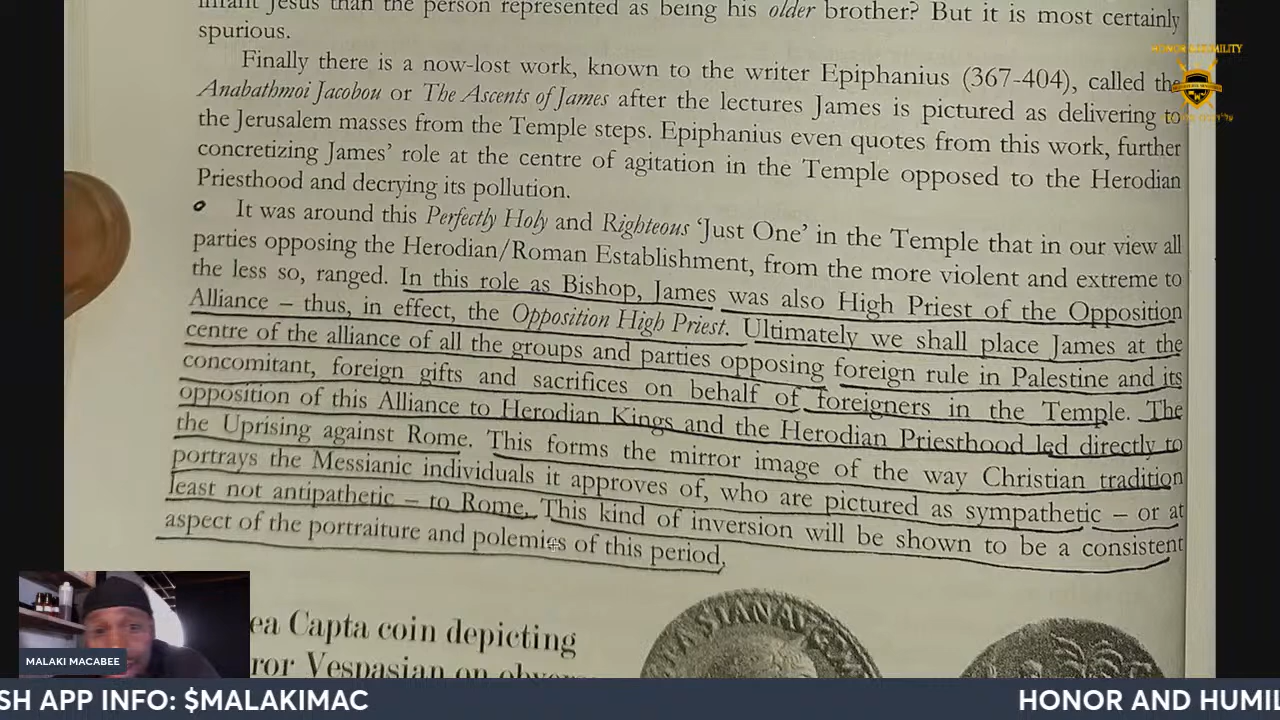 infant Jesus than the person represented as being his older brother? But it is most certainly
spurious.
Finally there is a now-lost work, known to the writer Epiphanius (367-404), called the
Anabathmoi Jacobou or The Ascents of James after the lectures James is pictured as delivering to
the Jerusalem masses from the Temple steps. Epiphanius even quotes from this work, further
concretizing James' role at the centre of agitation in the Temple opposed to the Herodian
Priesthood and decrying its pollution.
It was around this Perfectly Holy and Righteous 'Just One' in the Temple that in our view all
parties opposing the Herodian/Roman Establishment, from the more violent and extreme to
the less so, ranged. In this role as Bishop, James was also High Priest of the Opposition
Alliance – thus, in effect, the Opposition High Priest. Ultimately we shall place James at the
centre of the alliance of all the groups and parties opposing foreign rule in Palestine and its
concomitant, foreign gifts and sacrifices on behalf of foreigners in the Temple. The
opposition of this Alliance to Herodian Kings and the Herodian Priesthood led directly to
the Uprising against Rome. This forms the mirror image of the way Christian tradition
portrays the Messianic individuals it approves of, who are pictured as sympathetic – or at
least not antipathetic – to Rome. This kind of inversion will be shown to be a consistent
aspect of the portraiture and polemics of this period.
ea Capta coin depicting
ror Vespasian on obverse
HONOR & HUMILITY
MALAKI MACABEE
SH APP INFO: $MALAKIMAC
HONOR AND HUMIL